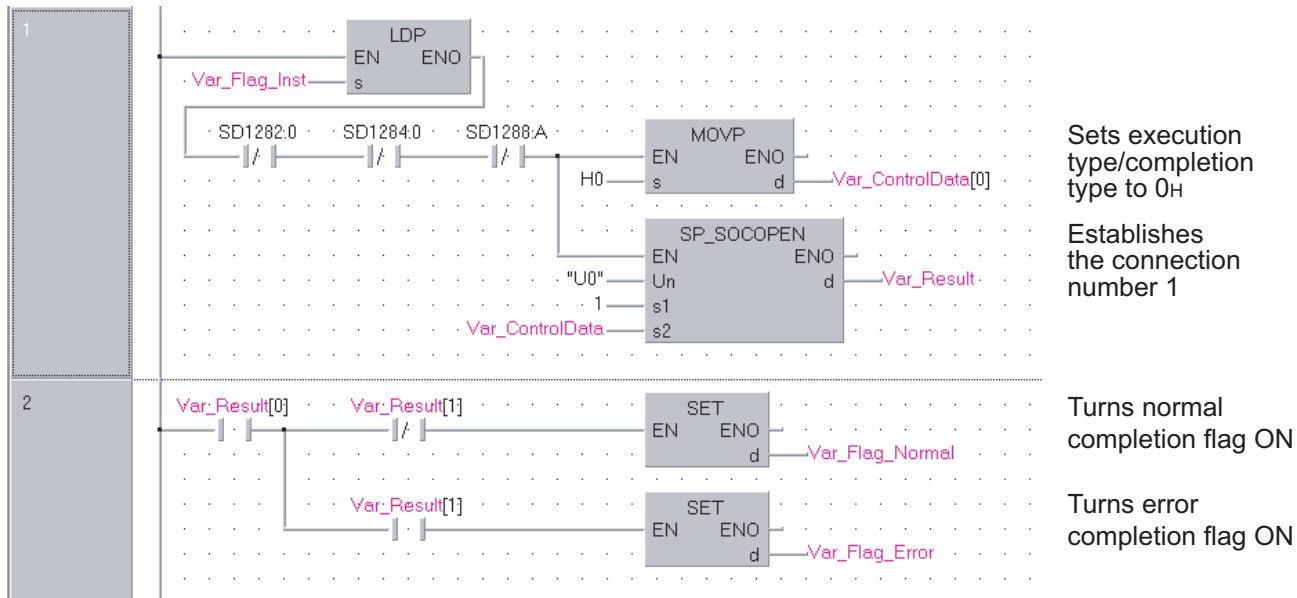 1
LDP
EN ENO
Var_Flag_Inst
s
SD1282.0 SD1284.0 SD1288.A
MOVP
EN ENO
H0 s d Var_ControlData[0]
Sets execution
type/completion
type to 0H
SP_SOCOPEN
EN ENO
"U0" Un d Var_Result
1 s1
Var_ControlData s2
Establishes
the connection
number 1
2
Var_Result[0] Var_Result[1]
SET
EN ENO
d Var_Flag_Normal
Turns normal
completion flag ON
Var_Result[1]
SET
EN ENO
d Var_Flag_Error
Turns error
completion flag ON